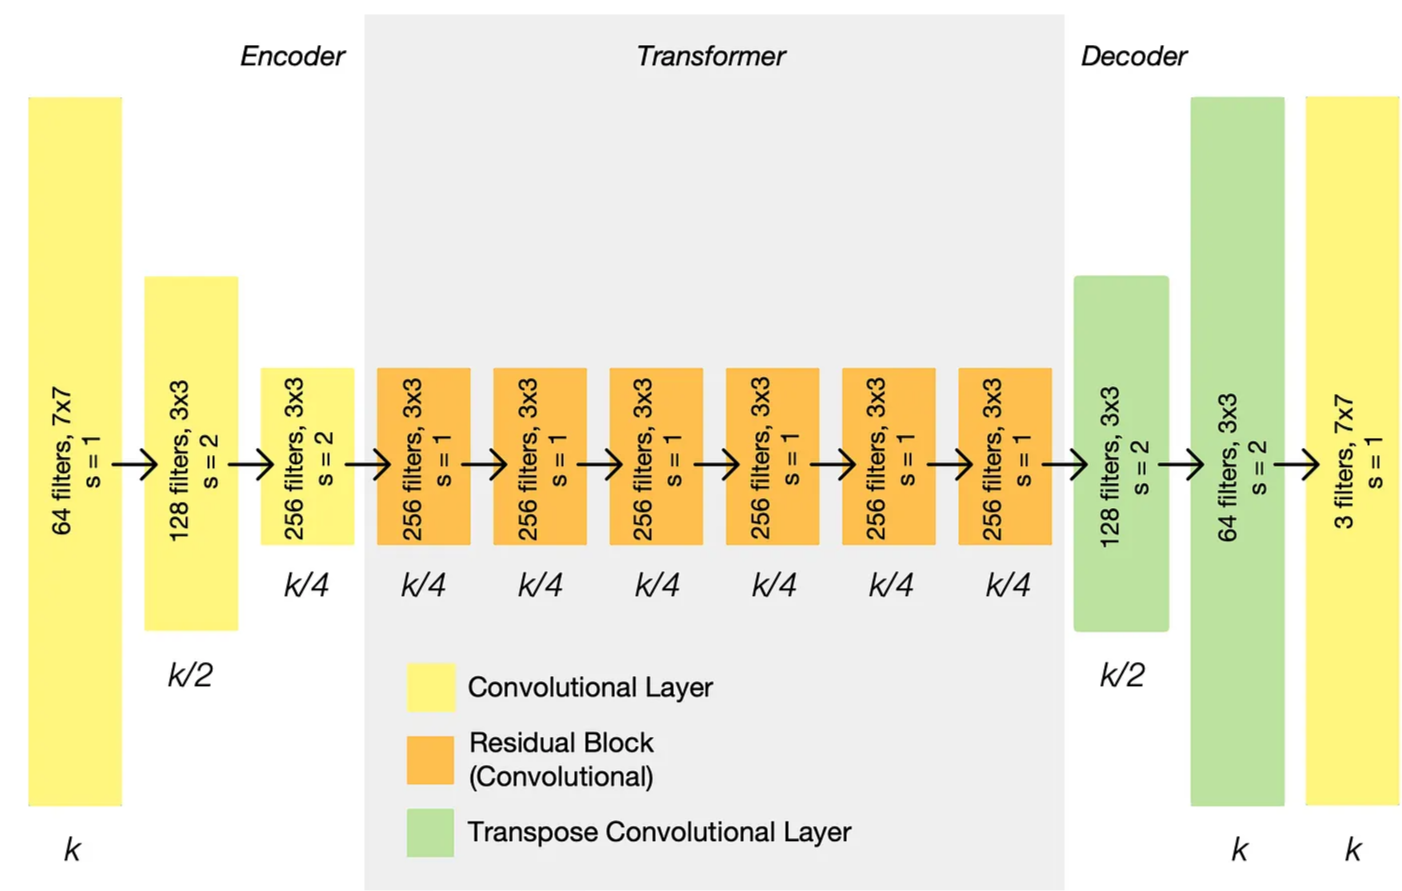 Encoder
Transformer
Decoder
64 filters, 7x7
s = 1
128 filters, 3x3
s = 2
256 filters, 3x3
s = 2
256 filters, 3x3
s = 1
256 filters, 3x3
s = 1
256 filters, 3x3
s = 1
256 filters, 3x3
s = 1
256 filters, 3x3
s = 1
256 filters, 3x3
s = 1
128 filters, 3x3
s = 2
64 filters, 3x3
s = 2
3 filters, 7x7
s = 1
k
k/2
k/4
k/4
k/4
k/4
k/4
k/4
k/4
k/2
k
k
Convolutional Layer
Residual Block
(Convolutional)
Transpose Convolutional Layer